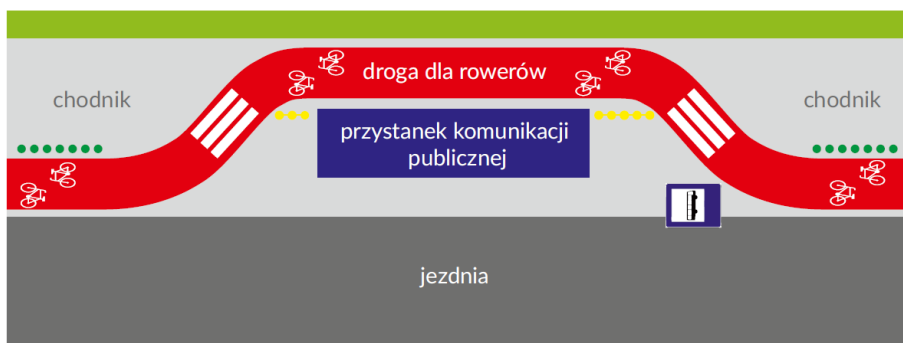 droga dla rowerów
chodnik
chodnik
przystanek komunikacji
publicznej
jezdnia